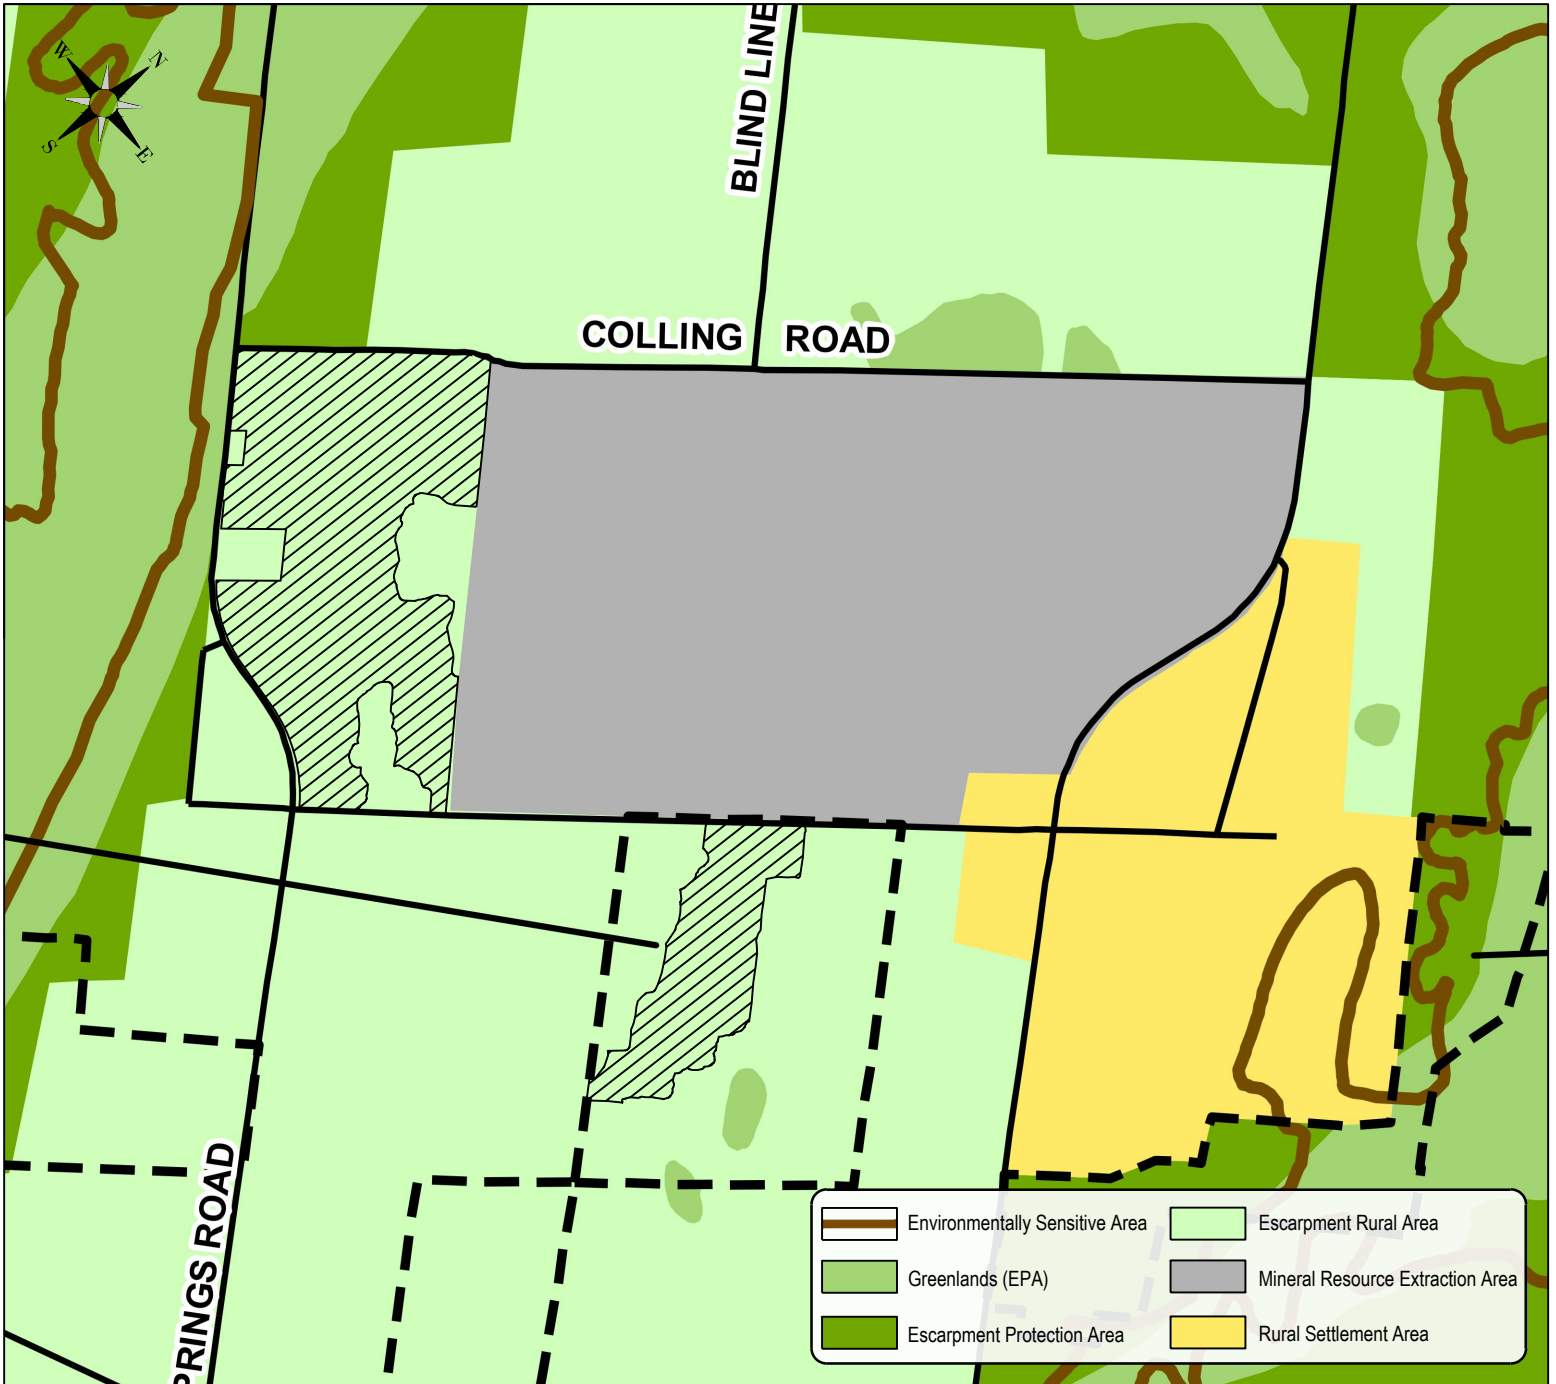 BLIND LINE
W
N
S
E
COLLING ROAD
PRINGS ROAD
Environmentally Sensitive Area
Escarpment Rural Area
Greenlands (EPA)
Mineral Resource Extraction Area
Escarpment Protection Area
Rural Settlement Area